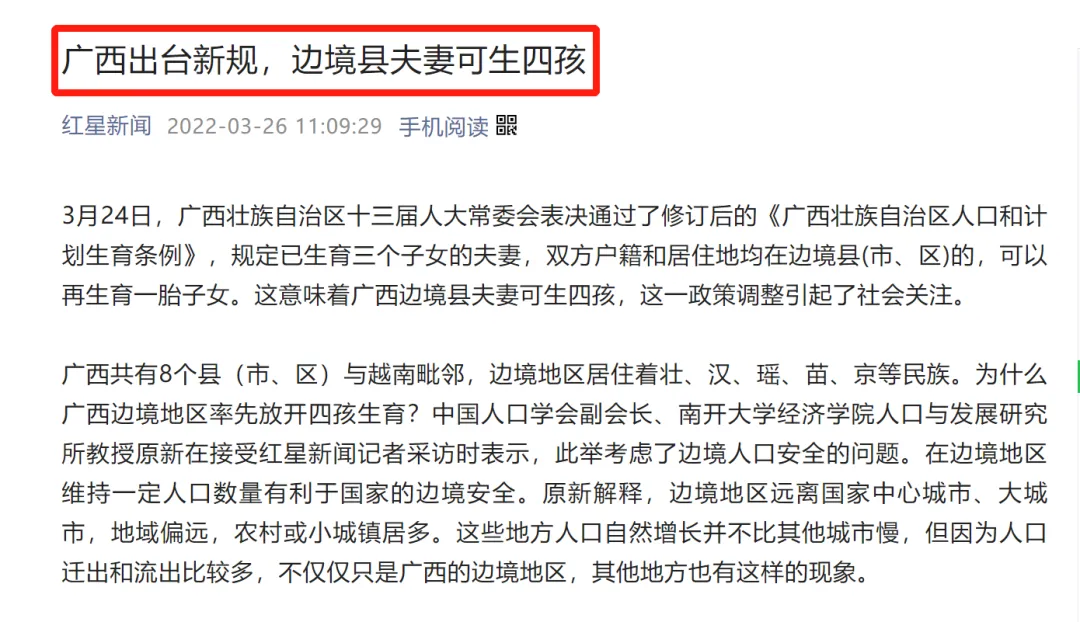 广西出台新规，边境县夫妻可生四孩
红星新闻 2022-03-26 11:09:29 手机阅读
3月24日，广西壮族自治区十三届人大常委会表决通过了修订后的《广西壮族自治区人口和计
划生育条例》，规定已生育三个子女的夫妻，双方户籍和居住地均在边境县(市、区)的，可以
再生育一胎子女。这意味着广西边境县夫妻可生四孩，这一政策调整引起了社会关注。
广西共有8个县（市、区）与越南毗邻，边境地区居住着壮、汉、瑶、苗、京等民族。为什么
广西边境地区率先放开四孩生育？中国人口学会副会长、南开大学经济学院人口与发展研究
所教授原新在接受红星新闻记者采访时表示，此举考虑了边境人口安全的问题。在边境地区
维持一定人口数量有利于国家的边境安全。原新解释，边境地区远离国家中心城市、大城
市，地域偏远，农村或小城镇居多。这些地方人口自然增长并不比其他城市慢，但因为人口
迁出和流出比较多，不仅仅只是广西的边境地区，其他地方也有这样的现象。